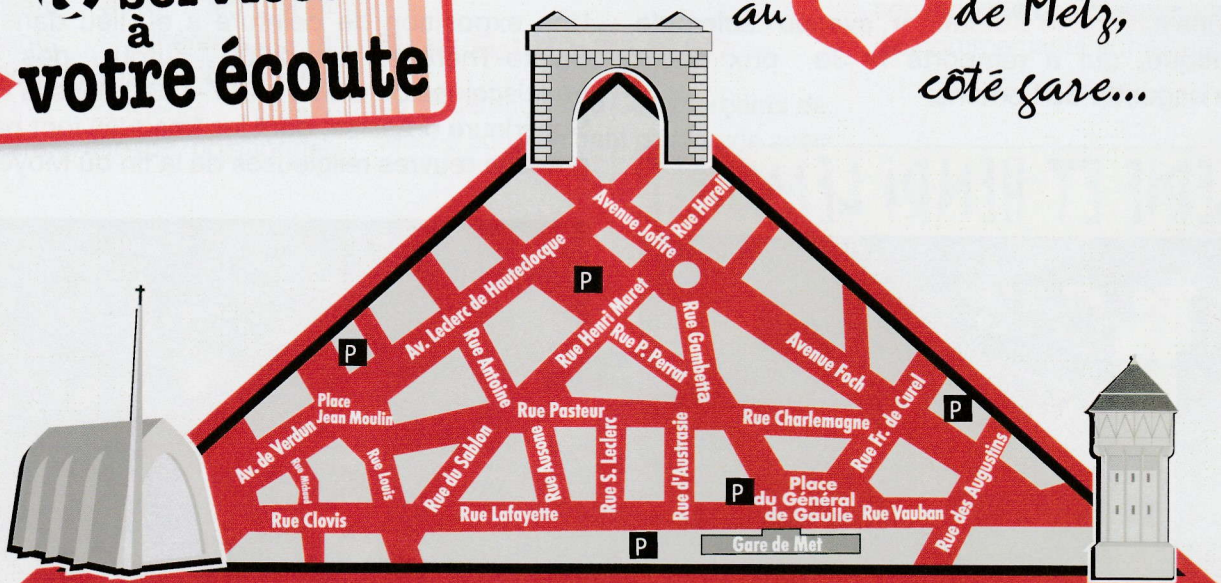 services
à
votre écoute
au
de Metz,
côté gare...
Avenue Joffre
Rue Harell
Av. Leclerc de Hauteclocque
P
Rue Henri Maret
Rue Gambetta
Rue P. Perrat
Rue Antoine
P
Avenue Foch
Place
Jean Moulin
Rue Pasteur
Rue Charlemagne
Rue Fr. de Curel
P
Av. de Verdun
Rue
Rue Louis
Rue du Sablon
Rue Ausone
Rue S. Leclerc
Rue d'Austrasie
Rue des Augustins
P
Place
du Général
de Gaulle
Rue Vauban
Rue Clovis
Rue Lafayette
P
Gare de Met